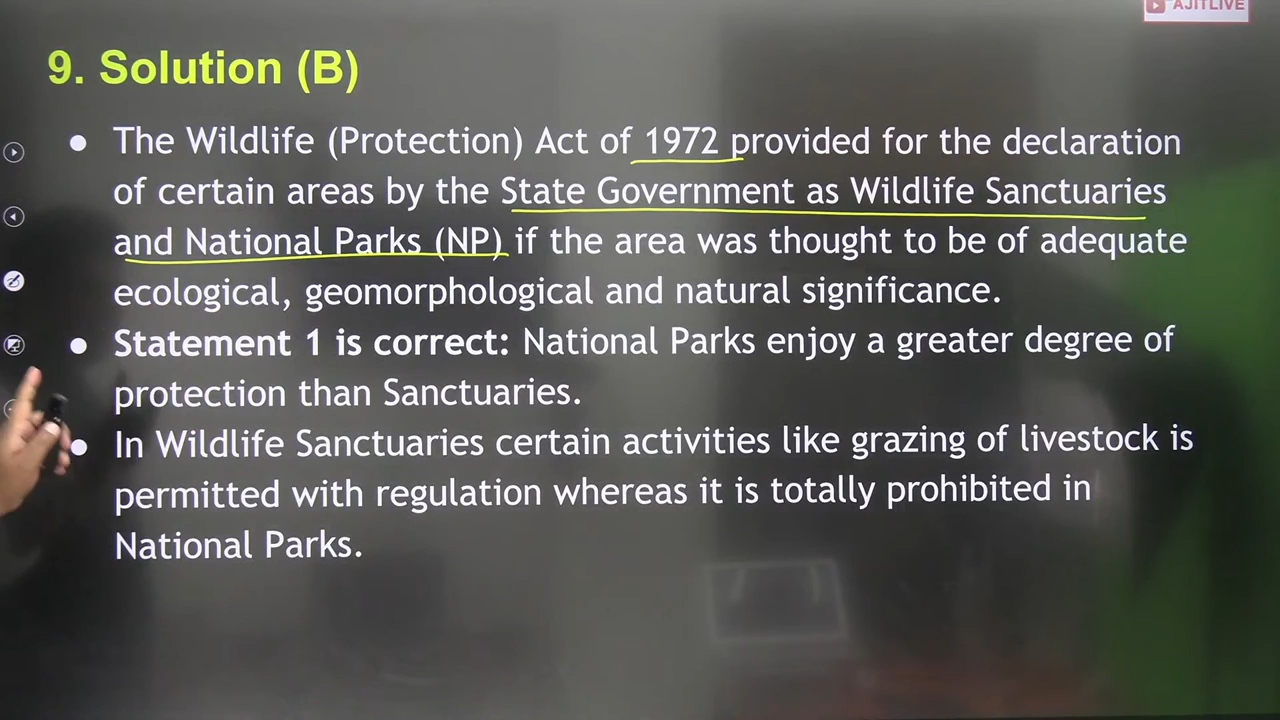 AJITLIVE
9. Solution (B)
● The Wildlife (Protection) Act of 1972 provided for the declaration
of certain areas by the State Government as Wildlife Sanctuaries
and National Parks (NP) if the area was thought to be of adequate
ecological, geomorphological and natural significance.
● Statement 1 is correct: National Parks enjoy a greater degree of
protection than Sanctuaries.
● In Wildlife Sanctuaries certain activities like grazing of livestock is
permitted with regulation whereas it is totally prohibited in
National Parks.